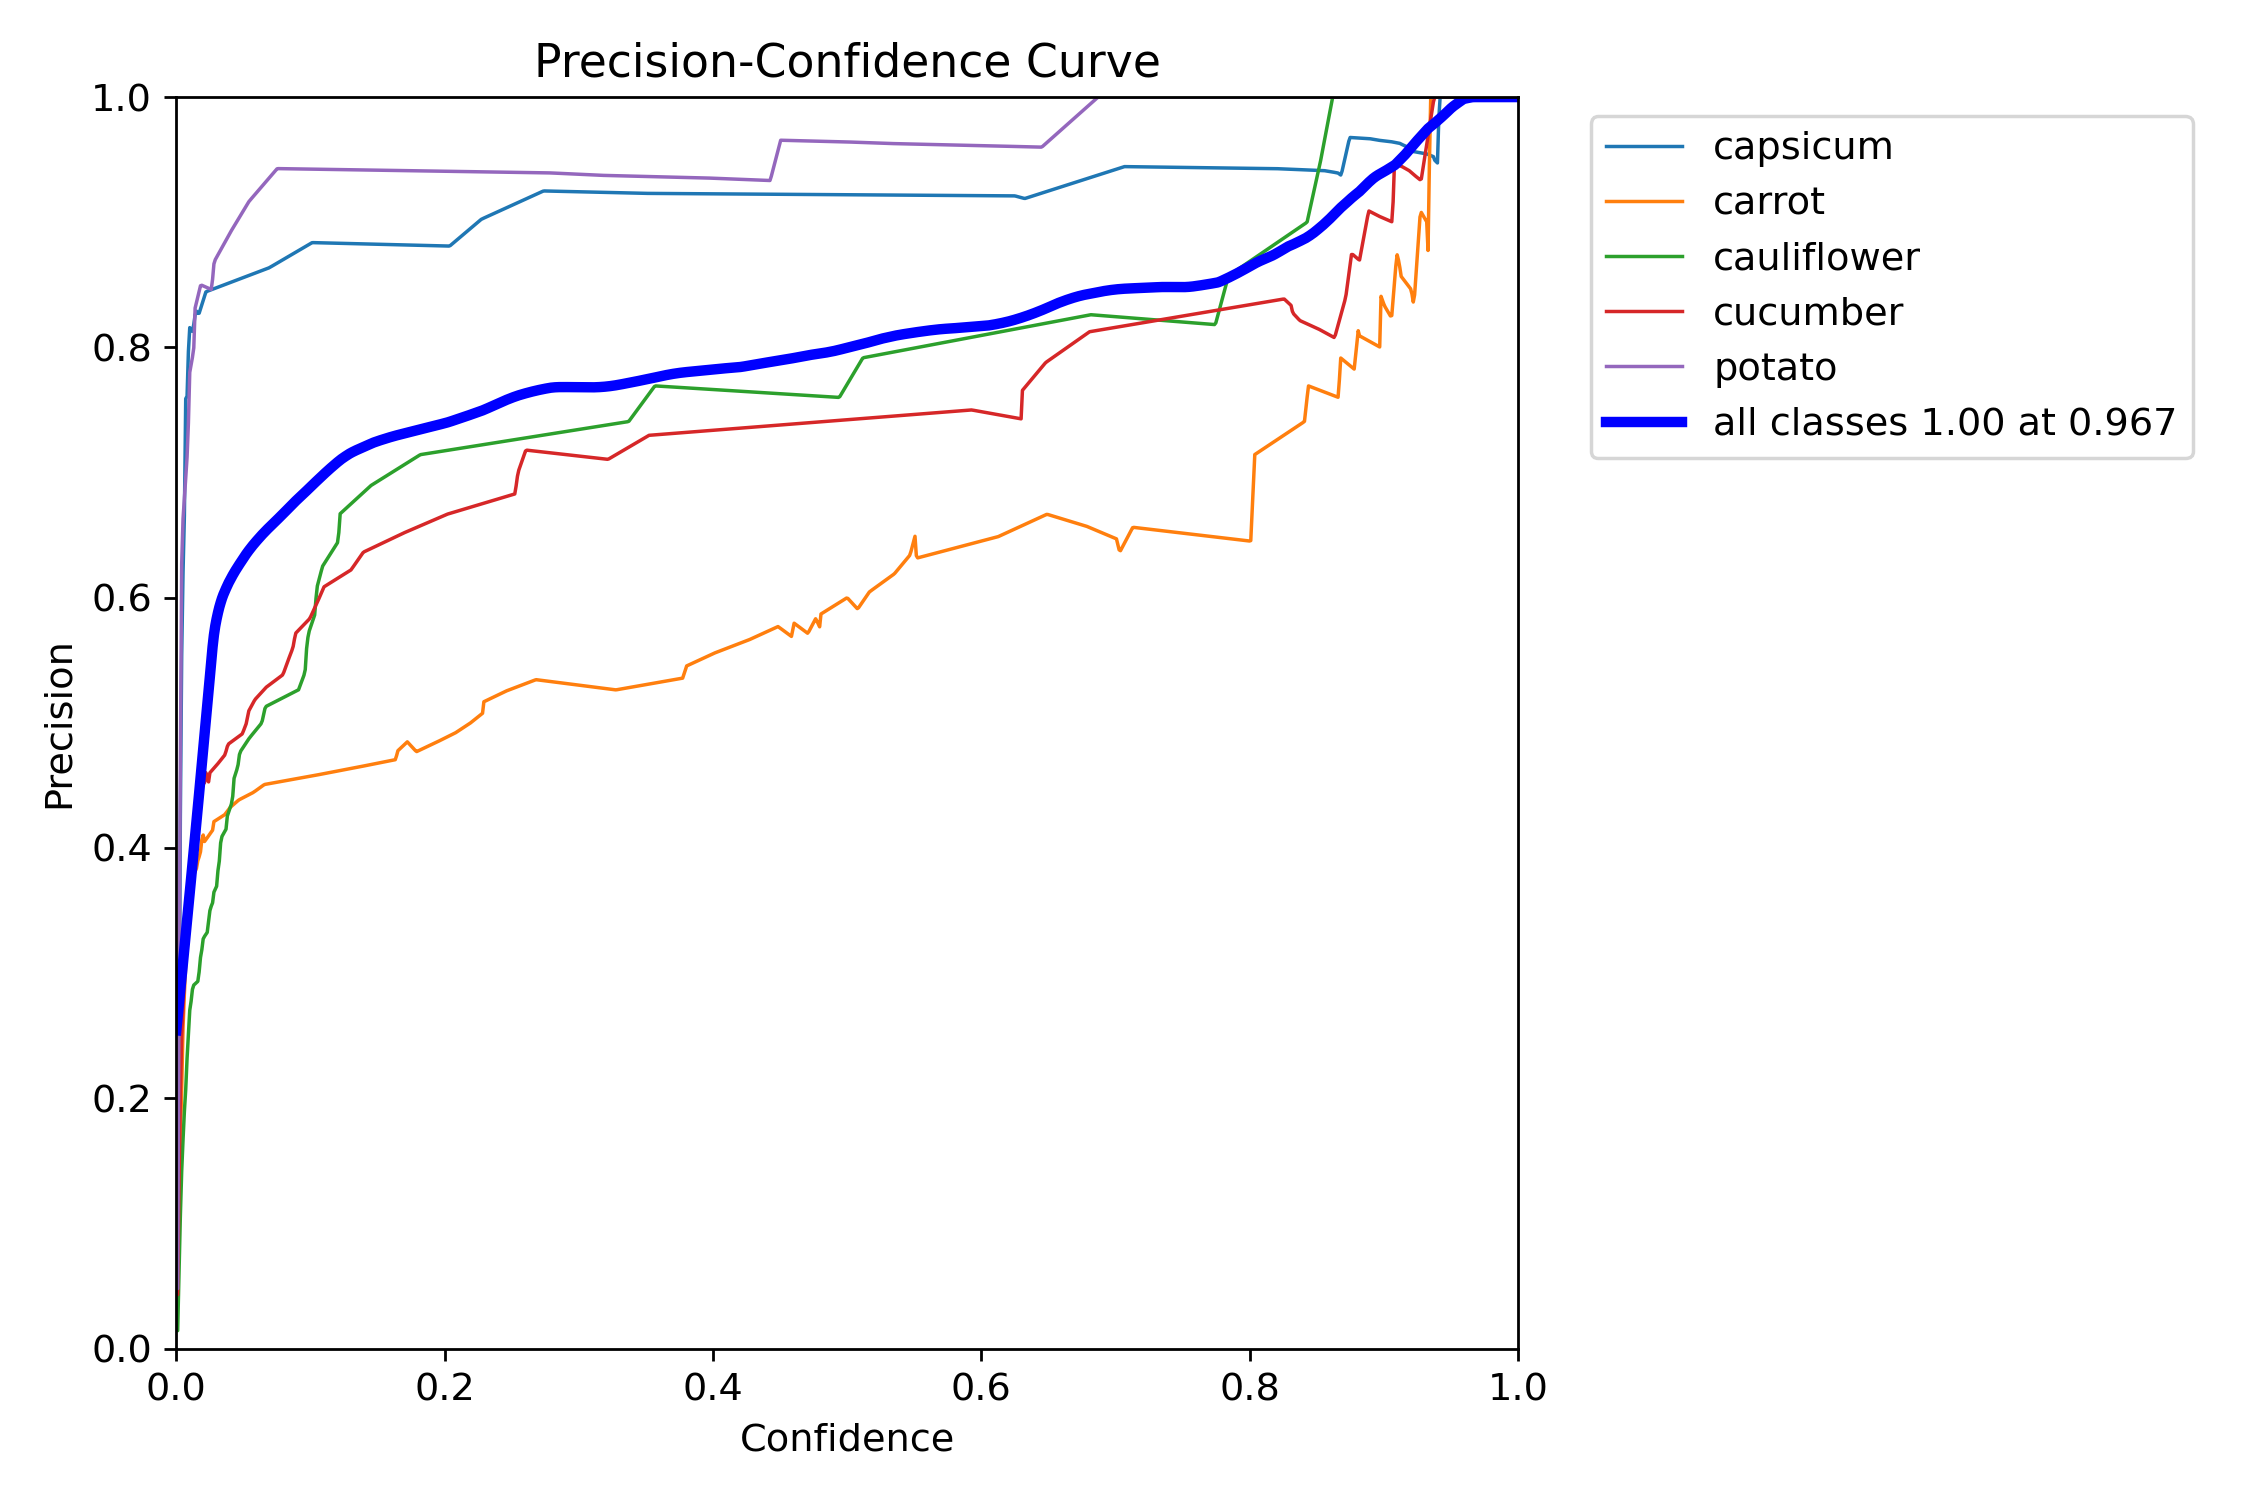 Precision-Confidence Curve
1.0
0.8
0.6
0.4
0.2
0.0
Precision
0.0 0.2 0.4 0.6 0.8 1.0
Confidence
capsicum
carrot
cauliflower
cucumber
potato
all classes 1.00 at 0.967